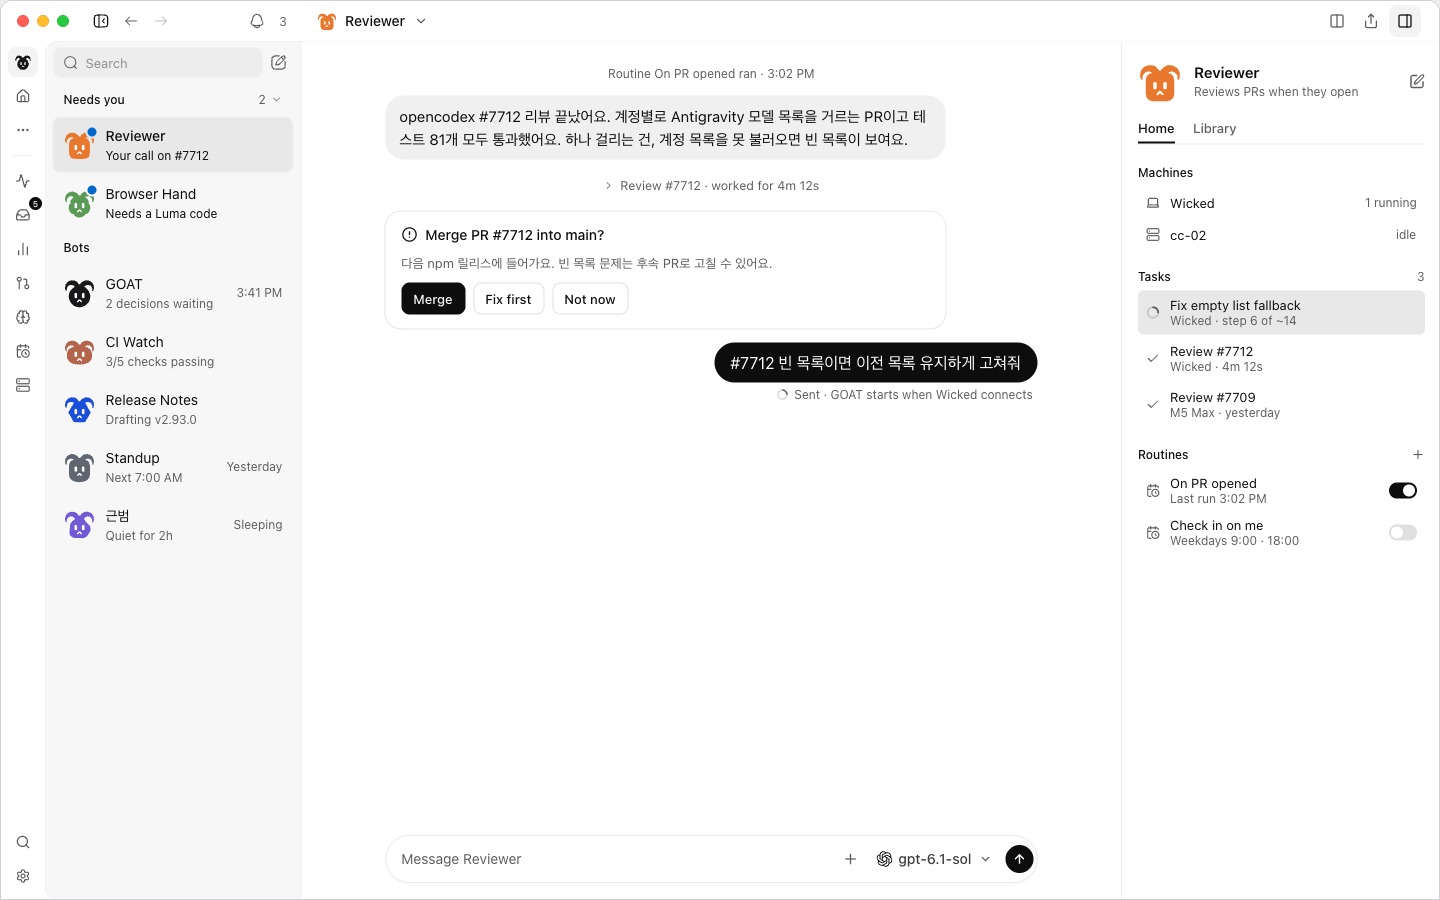 3
Reviewer
Search
Needs you
2
Reviewer
Your call on #7712
Browser Hand
Needs a Luma code
5
Bots
GOAT
2 decisions waiting
3:41 PM
CI Watch
3/5 checks passing
Release Notes
Drafting v2.93.0
Standup
Next 7:00 AM
Yesterday
근범
Quiet for 2h
Sleeping
Routine On PR opened ran · 3:02 PM
opencodex #7712 리뷰 끝났어요. 계정별로 Antigravity 모델 목록을 거르는 PR이고 테
스트 81개 모두 통과했어요. 하나 걸리는 건, 계정 목록을 못 불러오면 빈 목록이 보여요.
Review #7712 · worked for 4m 12s
Merge PR #7712 into main?
다음 npm 릴리스에 들어가요. 빈 목록 문제는 후속 PR로 고칠 수 있어요.
Merge
Fix first
Not now
#7712 빈 목록이면 이전 목록 유지하게 고쳐줘
Sent · GOAT starts when Wicked connects
Message Reviewer
gpt-6.1-sol
Reviewer
Reviews PRs when they open
Home
Library
Machines
Wicked
1 running
cc-02
idle
Tasks
3
Fix empty list fallback
Wicked · step 6 of ~14
Review #7712
Wicked · 4m 12s
Review #7709
M5 Max · yesterday
Routines
On PR opened
Last run 3:02 PM
Check in on me
Weekdays 9:00 · 18:00